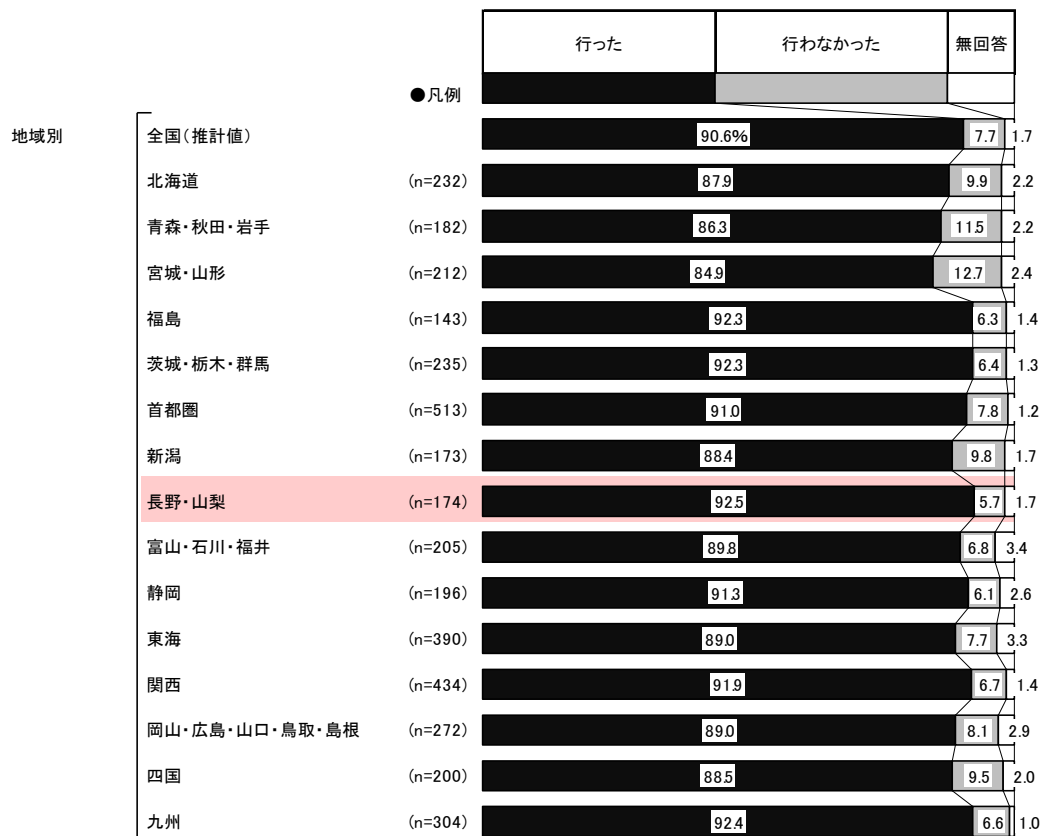 行った 行わなかった 無回答
●凡例
地域別 全国(推計値) 90.6% 7.7 1.7
北海道 (n=232) 87.9 9.9 2.2
青森・秋田・岩手 (n=182) 86.3 11.5 2.2
宮城・山形 (n=212) 84.9 12.7 2.4
福島 (n=143) 92.3 6.3 1.4
茨城・栃木・群馬 (n=235) 92.3 6.4 1.3
首都圏 (n=513) 91.0 7.8 1.2
新潟 (n=173) 88.4 9.8 1.7
長野・山梨 (n=174) 92.5 5.7 1.7
富山・石川・福井 (n=205) 89.8 6.8 3.4
静岡 (n=196) 91.3 6.1 2.6
東海 (n=390) 89.0 7.7 3.3
関西 (n=434) 91.9 6.7 1.4
岡山・広島・山口・鳥取・島根 (n=272) 89.0 8.1 2.9
四国 (n=200) 88.5 9.5 2.0
九州 (n=304) 92.4 6.6 1.0